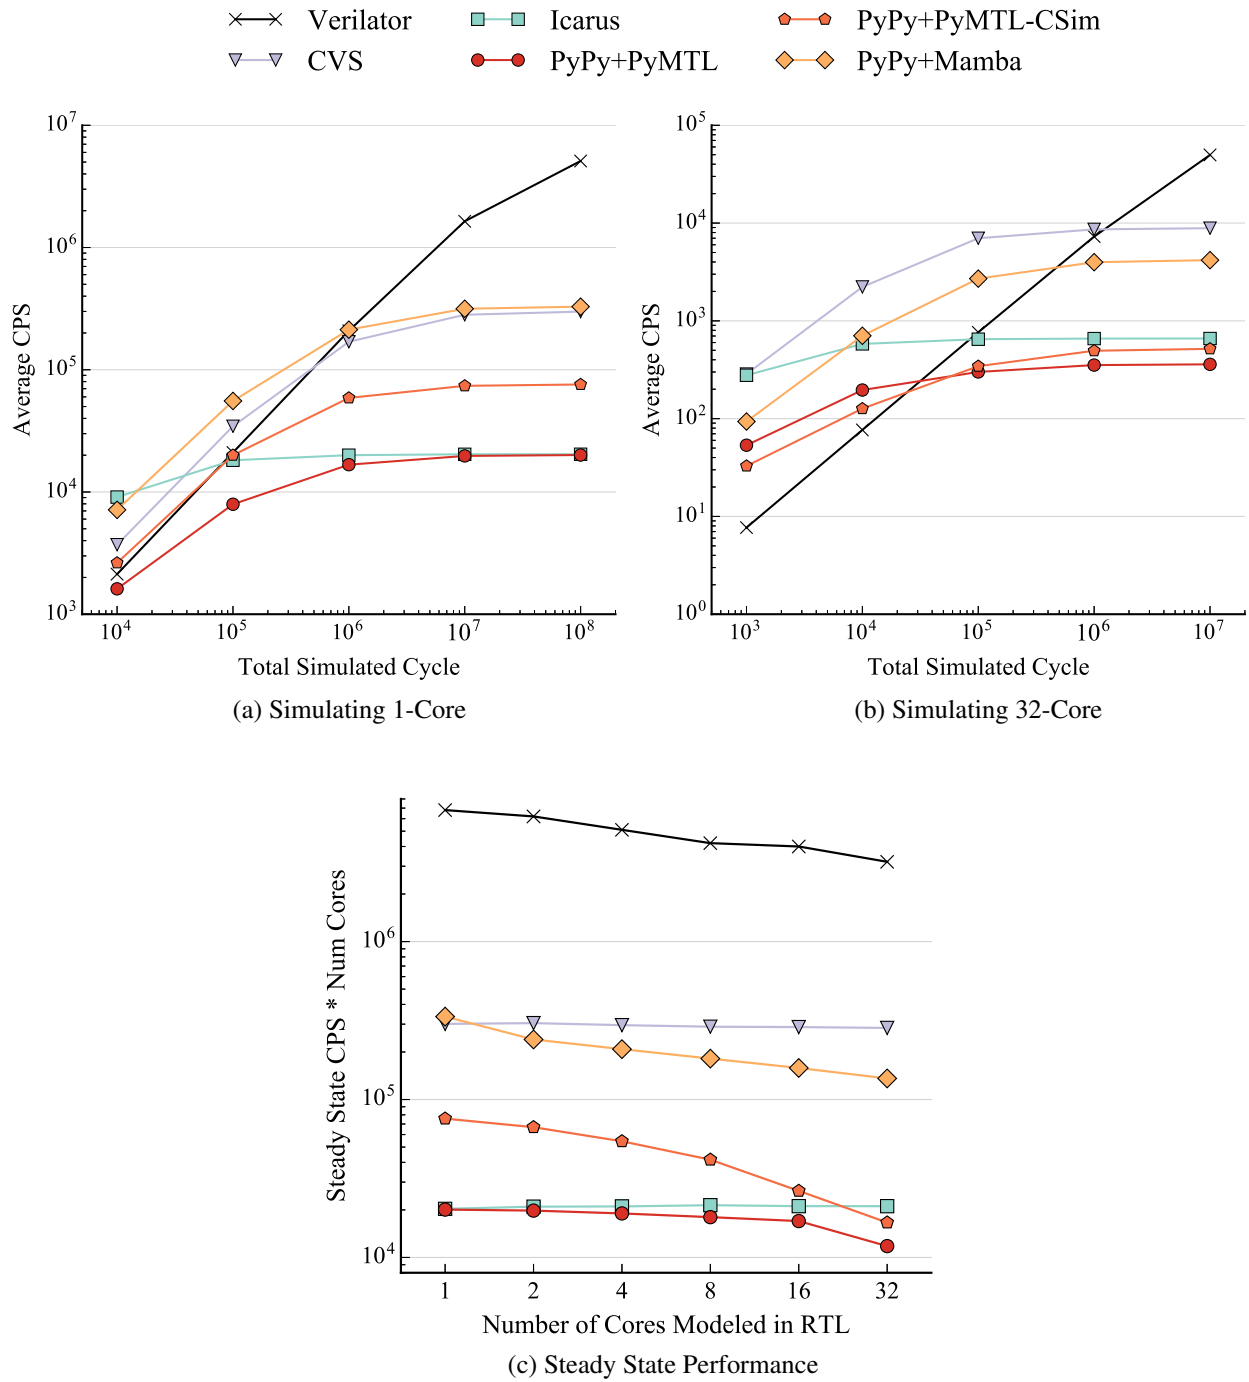 Verilator Icarus PyPy+PyMTL-CSim
CVS PyPy+PyMTL PyPy+Mamba
Average CPS
10^7
10^6
10^5
10^4
10^3
10^4 10^5 10^6 10^7 10^8
Total Simulated Cycle
(a) Simulating 1-Core
Average CPS
10^5
10^4
10^3
10^2
10^1
10^0
10^3 10^4 10^5 10^6 10^7
Total Simulated Cycle
(b) Simulating 32-Core
Steady State CPS * Num Cores
10^6
10^5
10^4
1 2 4 8 16 32
Number of Cores Modeled in RTL
(c) Steady State Performance